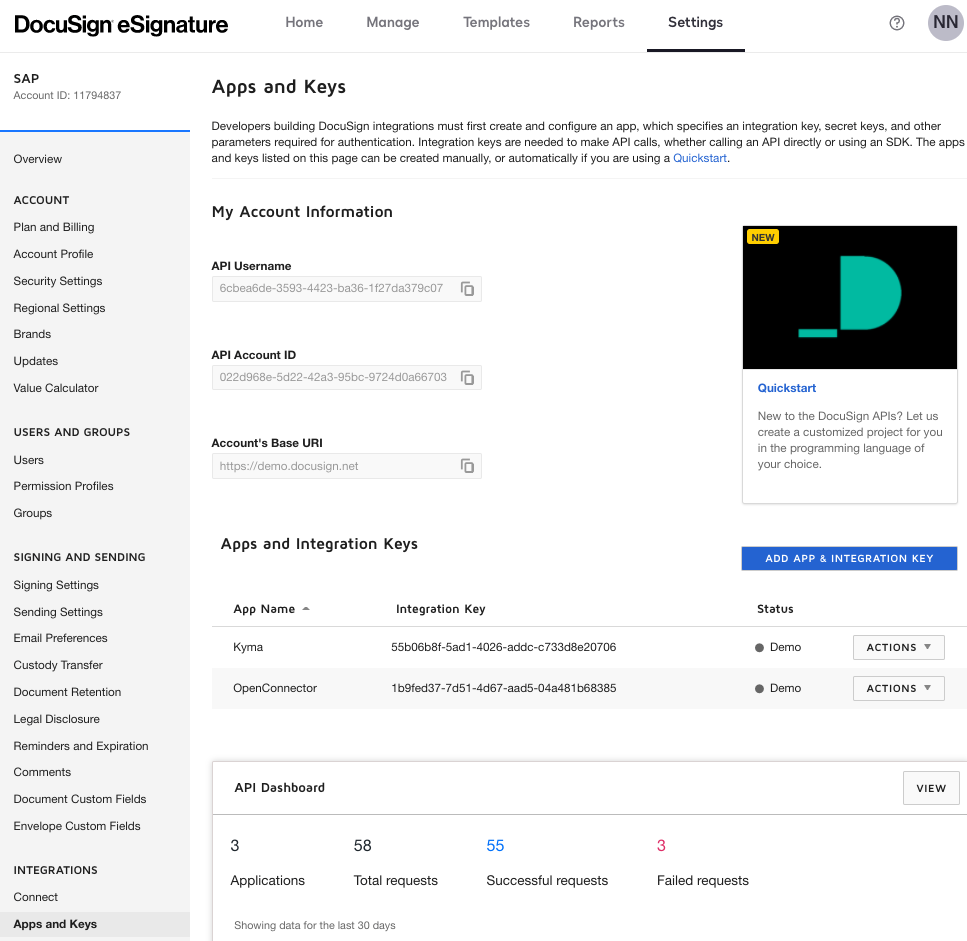 DocuSign eSignature
Home
Manage
Templates
Reports
Settings
NN
SAP
Account ID: 11794837
Overview
ACCOUNT
Plan and Billing
Account Profile
Security Settings
Regional Settings
Brands
Updates
Value Calculator
USERS AND GROUPS
Users
Permission Profiles
Groups
SIGNING AND SENDING
Signing Settings
Sending Settings
Email Preferences
Custody Transfer
Document Retention
Legal Disclosure
Reminders and Expiration
Comments
Document Custom Fields
Envelope Custom Fields
INTEGRATIONS
Connect
Apps and Keys
Apps and Keys
Developers building DocuSign integrations must first create and configure an app, which specifies an integration key, secret keys, and other
parameters required for authentication. Integration keys are needed to make API calls, whether calling an API directly or using an SDK. The apps
and keys listed on this page can be created manually, or automatically if you are using a Quickstart.
My Account Information
API Username
6cbea6de-3593-4423-ba36-1f27da379c07
API Account ID
022d968e-5d22-42a3-95bc-9724d0a66703
Account's Base URI
https://demo.docusign.net
NEW
Quickstart
New to the DocuSign APIs? Let us
create a customized project for you
in the programming language of
your choice.
Apps and Integration Keys
ADD APP & INTEGRATION KEY
App Name Integration Key Status
Kyma 55b06b8f-5ad1-4026-addc-c733d8e20706 Demo ACTIONS
OpenConnector 1b9fed37-7d51-4d67-aad5-04a481b68385 Demo ACTIONS
API Dashboard
VIEW
3 58 55 3
Applications Total requests Successful requests Failed requests
Showing data for the last 30 days